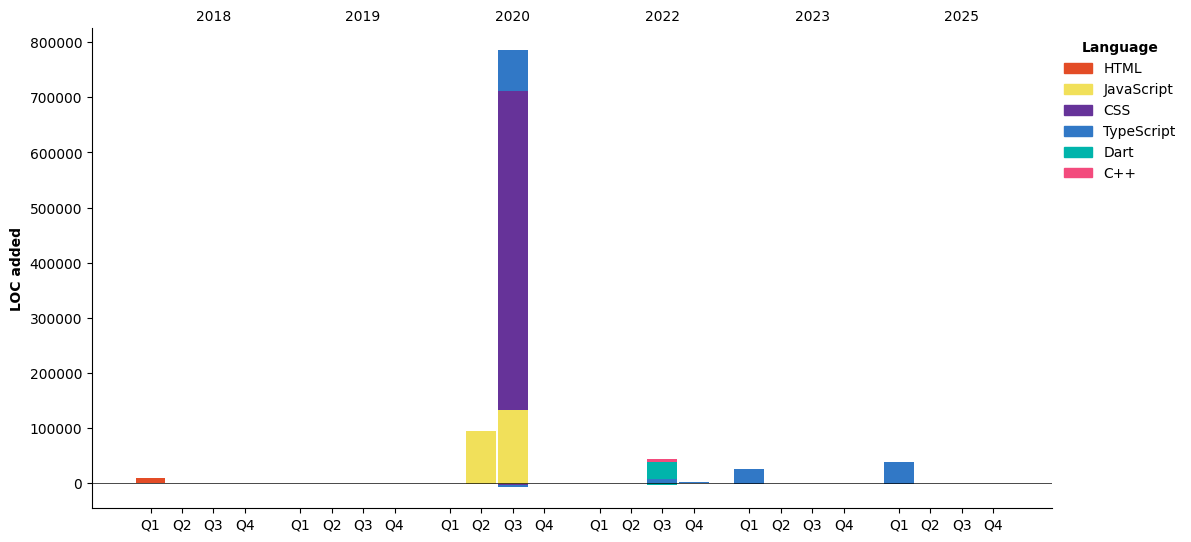 2018 2019 2020 2022 2023 2025
LOC added
800000
700000
600000
500000
400000
300000
200000
100000
0
Q1 Q2 Q3 Q4 Q1 Q2 Q3 Q4 Q1 Q2 Q3 Q4 Q1 Q2 Q3 Q4 Q1 Q2 Q3 Q4 Q1 Q2 Q3 Q4
Language
HTML
JavaScript
CSS
TypeScript
Dart
C++